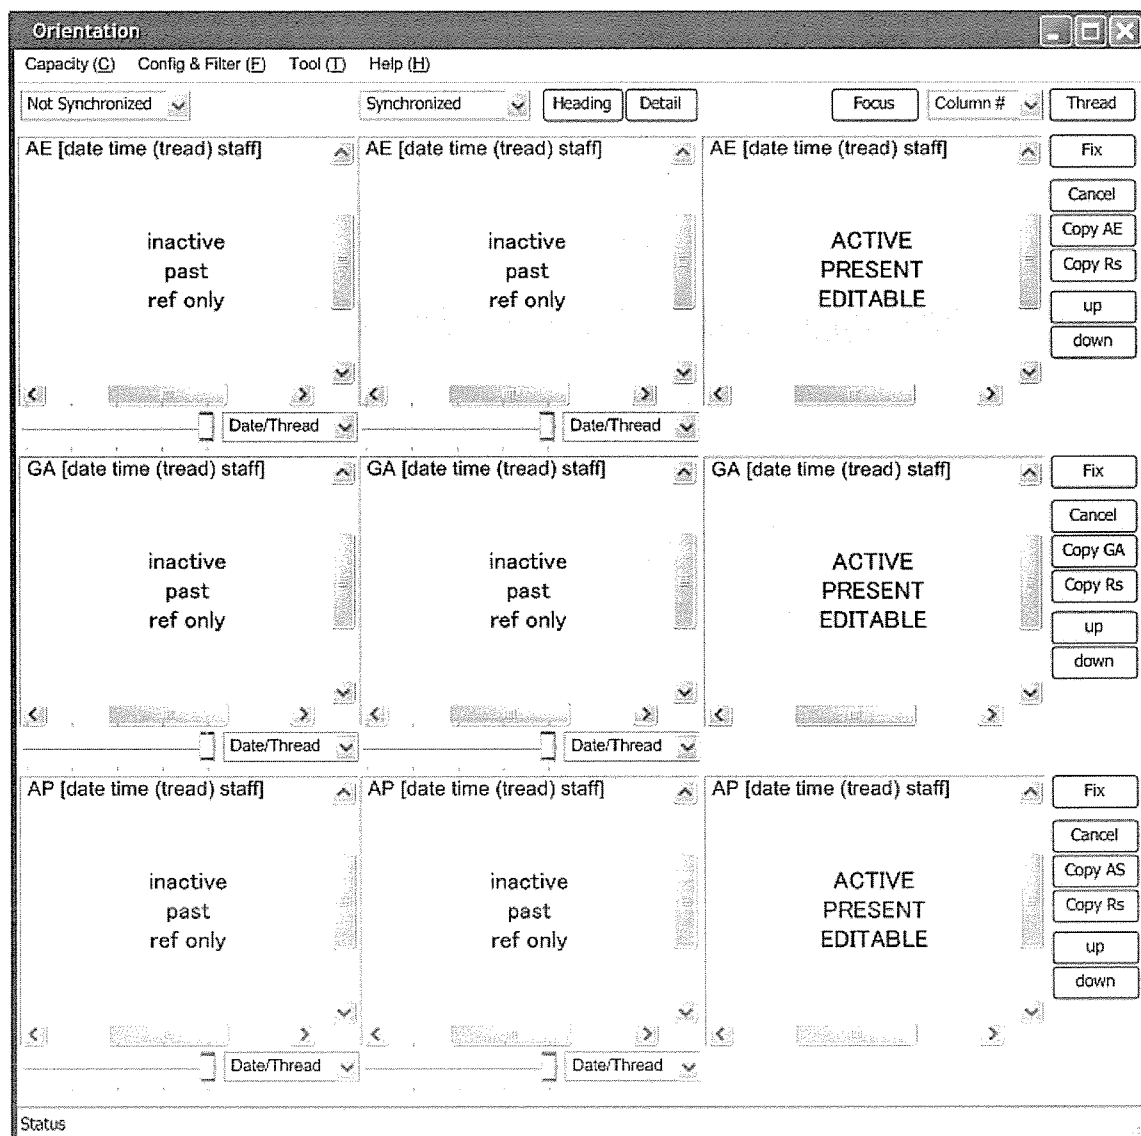 Orientation
Capacity (C) Config & Filter (F) Tool (T) Help (H)
Not Synchronized Synchronized Heading Detail Focus Column # Thread
AE [date time (tread) staff] AE [date time (tread) staff] AE [date time (tread) staff] Fix
Cancel
inactive inactive ACTIVE Copy AE
past past PRESENT Copy Rs
ref only ref only EDITABLE up
down
Date/Thread Date/Thread
GA [date time (tread) staff] GA [date time (tread) staff] GA [date time (tread) staff] Fix
Cancel
inactive inactive ACTIVE Copy GA
past past PRESENT Copy Rs
ref only ref only EDITABLE up
down
Date/Thread Date/Thread
AP [date time (tread) staff] AP [date time (tread) staff] AP [date time (tread) staff] Fix
Cancel
inactive inactive ACTIVE Copy AS
past past PRESENT Copy Rs
ref only ref only EDITABLE up
down
Date/Thread Date/Thread
Status